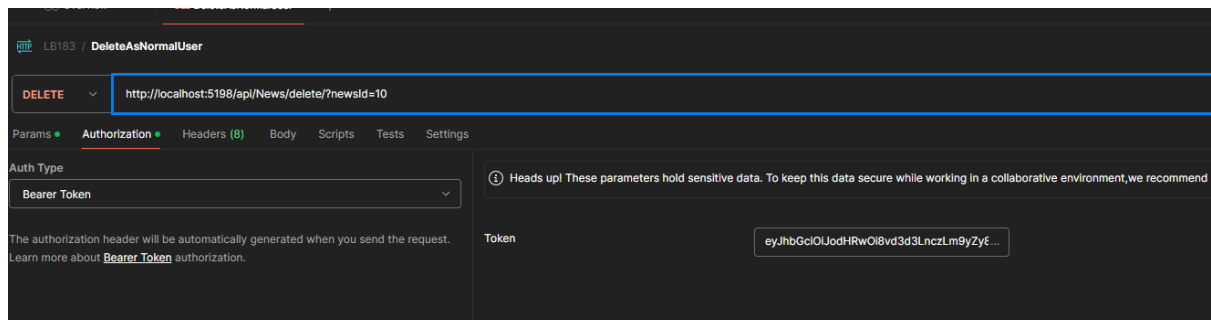 HTTP LB183 / DeleteAsNormalUser
DELETE http://localhost:5198/api/News/delete/?newsId=10
Params Authorization Headers (8) Body Scripts Tests Settings
Auth Type
Bearer Token
The authorization header will be automatically generated when you send the request.
Learn more about Bearer Token authorization.
Heads up! These parameters hold sensitive data. To keep this data secure while working in a collaborative environment,we recommend
Token